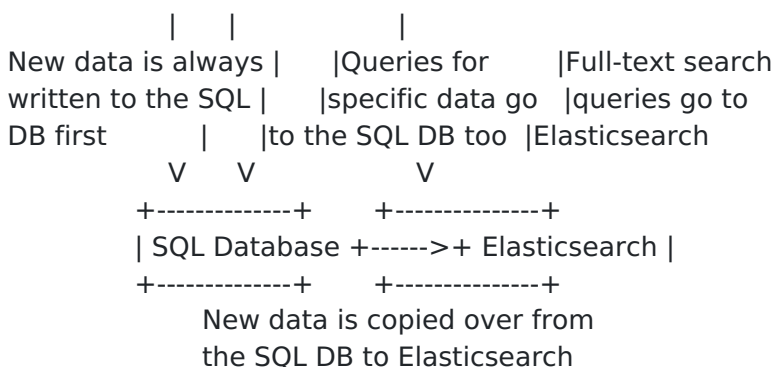 | | |
New data is always | |Queries for |Full-text search
written to the SQL | |specific data go |queries go to
DB first | |to the SQL DB too |Elasticsearch
V V V
+--------------+ +---------------+
| SQL Database +------>+ Elasticsearch |
+--------------+ +---------------+
New data is copied over from
the SQL DB to Elasticsearch